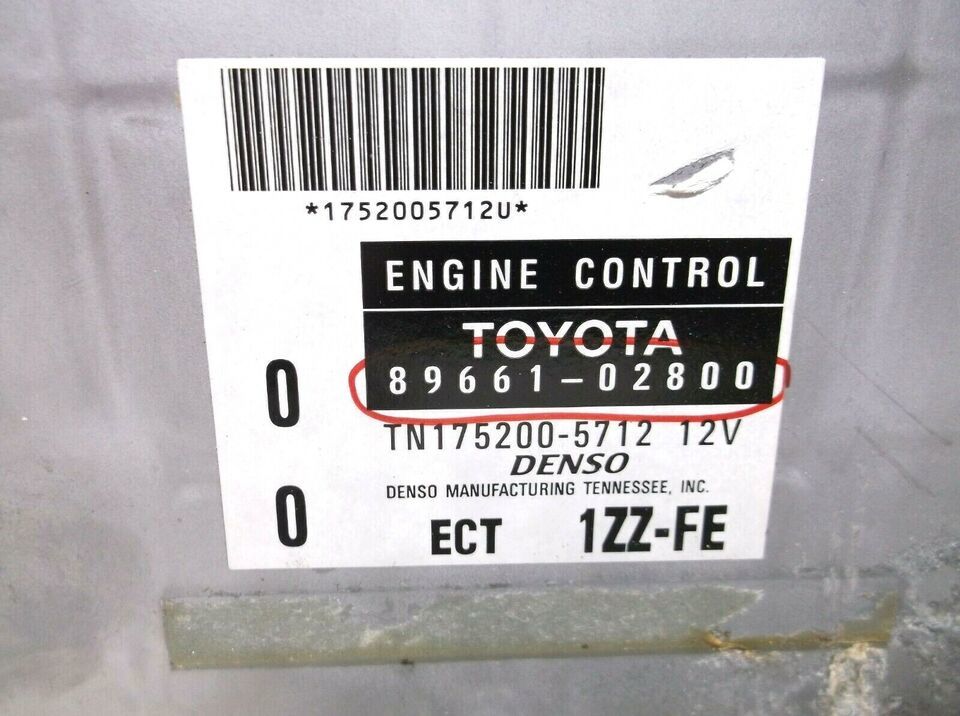 *1752005712U*
ENGINE CONTROL
TOYOTA
89661-02800
0
TN175200-5712 12V
DENSO
DENSO MANUFACTURING TENNESSEE, INC.
0
ECT 1ZZ-FE